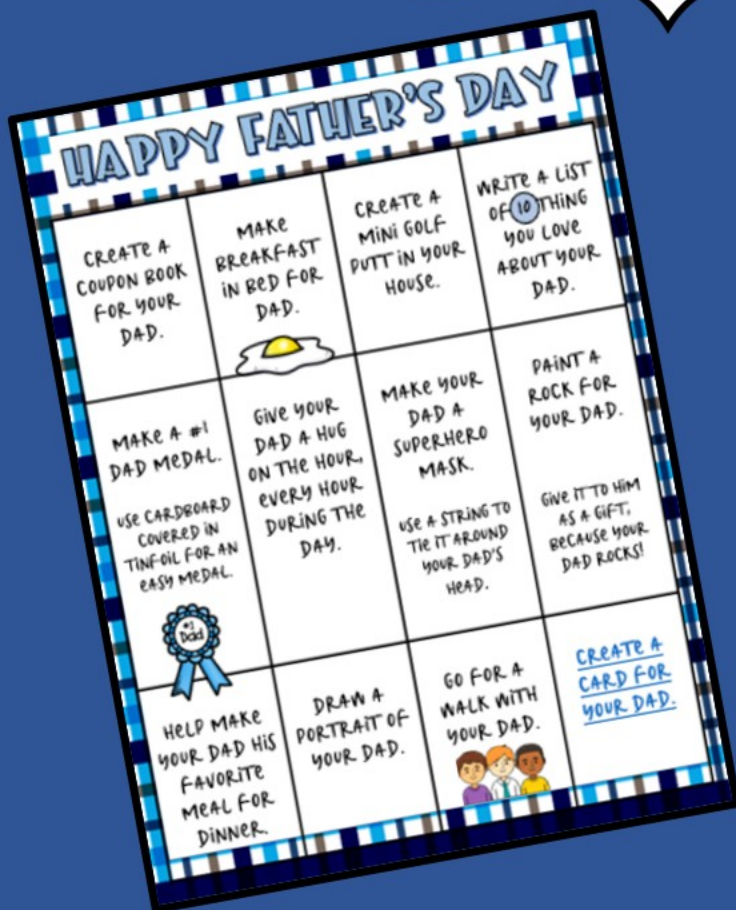 HAPPY FATHER'S DAY
CREATE A
COUPON BOOK
FOR YOUR
DAD.
MAKE
BREAKFAST
IN BED FOR
DAD.
CREATE A
MINI GOLF
PUTT IN YOUR
HOUSE.
WRITE A LIST
OF 10 THING
YOU LOVE
ABOUT YOUR
DAD.
MAKE A #1
DAD MEDAL.
USE CARDBOARD
COVERED IN
TINFOIL FOR AN
EASY MEDAL.
#1
Dad
GIVE YOUR
DAD A HUG
ON THE HOUR,
EVERY HOUR
DURING THE
DAY.
MAKE YOUR
DAD A
SUPERHERO
MASK.
USE A STRING TO
TIE IT AROUND
YOUR DAD'S
HEAD.
PAINT A
ROCK FOR
YOUR DAD.
GIVE IT TO HIM
AS A GIFT,
BECAUSE YOUR
DAD ROCKS!
HELP MAKE
YOUR DAD HIS
FAVORITE
MEAL FOR
DINNER.
DRAW A
PORTRAIT OF
YOUR DAD.
GO FOR A
WALK WITH
YOUR DAD.
CREATE A
CARD FOR
YOUR DAD.